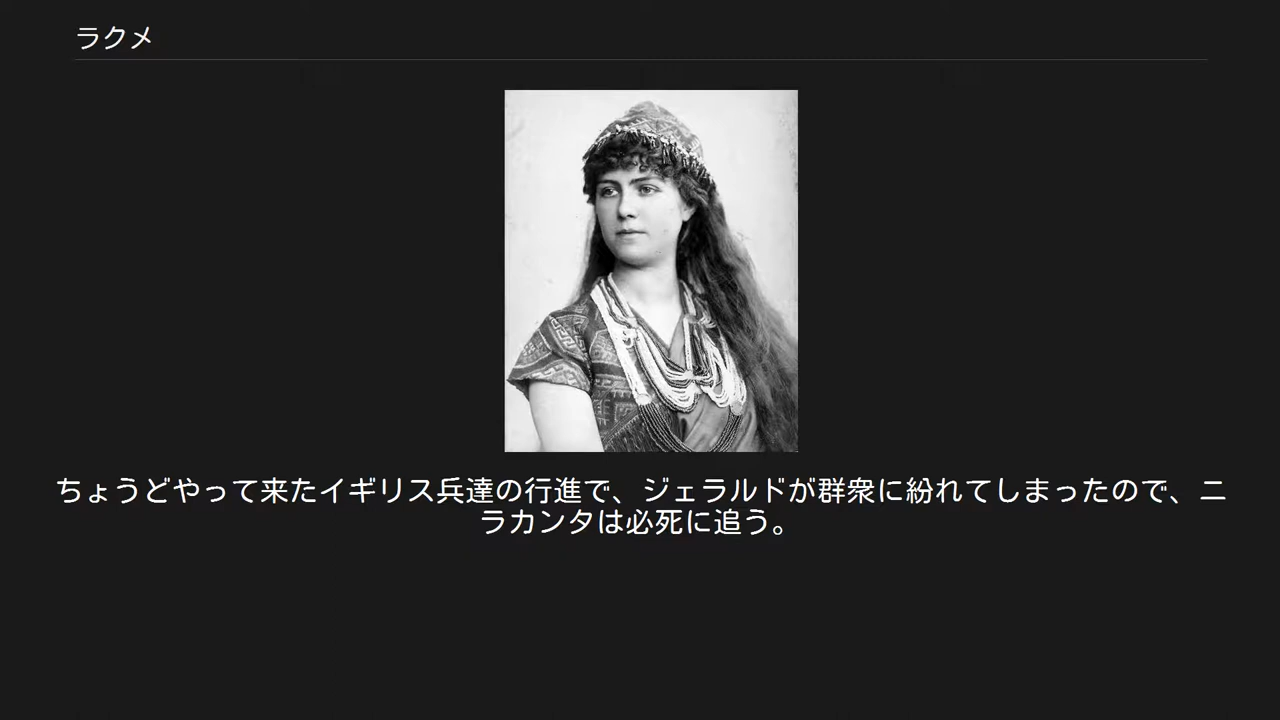 ラクメ
ちょうどやって来たイギリス兵達の行進で、ジェラルドが群衆に紛れてしまったので、ニ
ラカンタは必死に追う。